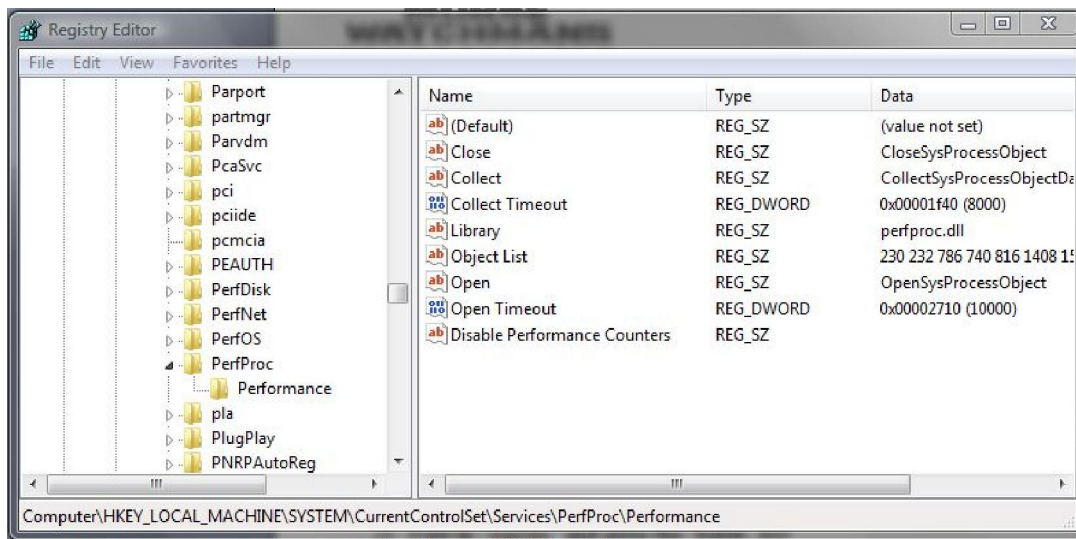 Registry Editor
File Edit View Favorites Help
Parport
partmgr
Parvdm
PcaSvc
pci
pciide
pcmcia
PEAUTH
PerfDisk
PerfNet
PerfOS
PerfProc
Performance
pla
PlugPlay
PNRPAutoReg
Name Type Data
(Default) REG_SZ (value not set)
Close REG_SZ CloseSysProcessObject
Collect REG_SZ CollectSysProcessObjectDa
Collect Timeout REG_DWORD 0x00001f40 (8000)
Library REG_SZ perfproc.dll
Object List REG_SZ 230 232 786 740 816 1408 15
Open REG_SZ OpenSysProcessObject
Open Timeout REG_DWORD 0x00002710 (10000)
Disable Performance Counters REG_SZ
Computer\HKEY_LOCAL_MACHINE\SYSTEM\CurrentControlSet\Services\PerfProc\Performance